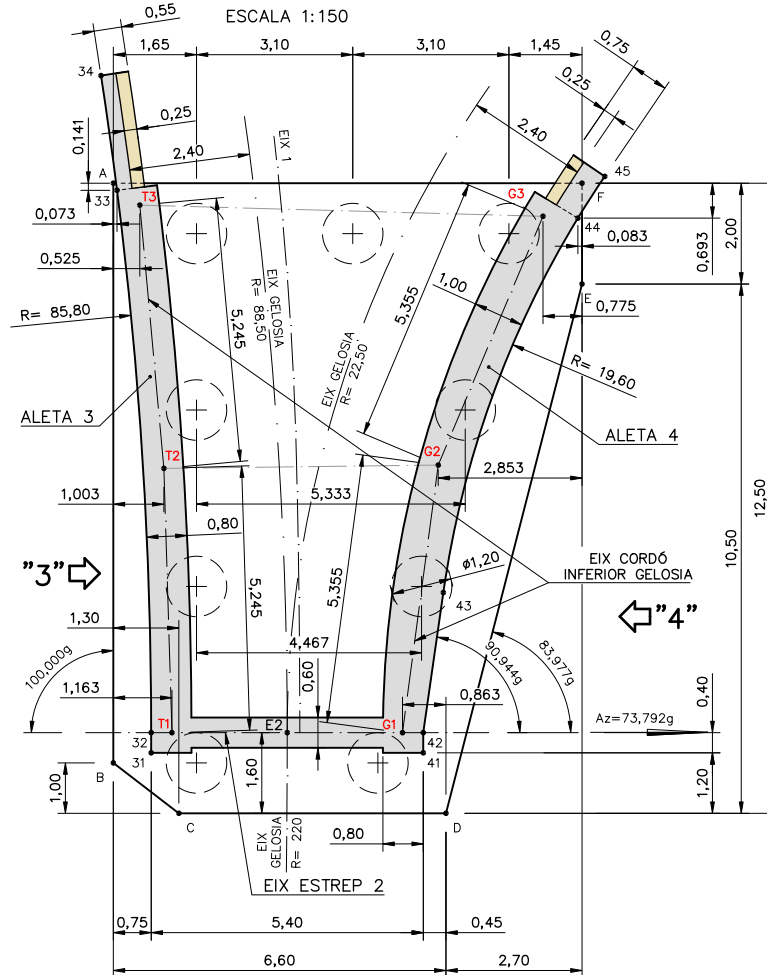 0,55
ESCALA 1:150
1,65
3,10
3,10
1,45
0,75
34
0,25
0,25
0,141
2,40
EIX 1
2,40
A
45
T3
G3
33
F
44
0,073
0,083
0,693
2,00
0,525
5,245
EIX GELOSIA
R= 88,50
5,355
1,00
E
0,775
R= 85,80
EIX GELOSIA
R= 22,50
R= 19,60
ALETA 3
ALETA 4
T2
G2
2,853
1,003
5,333
12,50
0,80
10,50
"3"
ø1,20
EIX CORDÓ
INFERIOR GELOSIA
5,245
5,355
43
"4"
1,30
4,467
100,000g
0,60
90,944g
83,977g
1,163
0,863
0,40
T1
E2
G1
Az=73,792g
32
42
31
41
B
1,00
1,60
1,20
C
D
EIX
GELOSIA
R= 220
0,80
EIX ESTREP 2
0,75
5,40
0,45
6,60
2,70